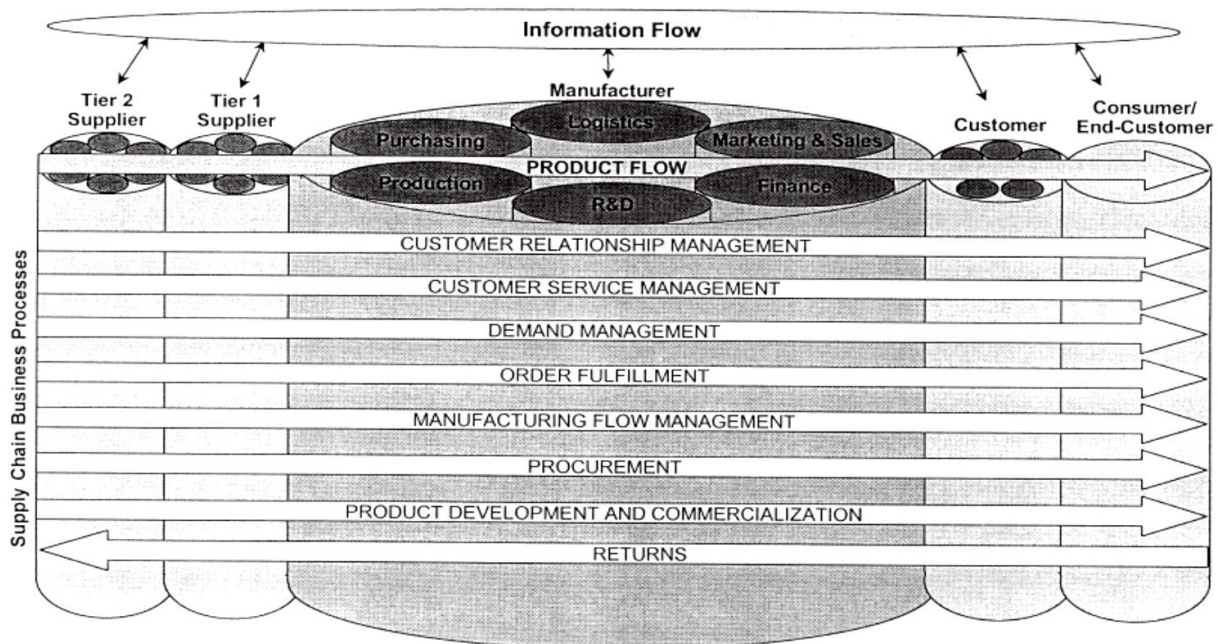 Information Flow
Tier 2
Supplier
Tier 1
Supplier
Manufacturer
Customer
Consumer/
End-Customer
Purchasing
Logistics
Marketing & Sales
PRODUCT FLOW
Production
R&D
Finance
Supply Chain Business Processes
CUSTOMER RELATIONSHIP MANAGEMENT
CUSTOMER SERVICE MANAGEMENT
DEMAND MANAGEMENT
ORDER FULFILLMENT
MANUFACTURING FLOW MANAGEMENT
PROCUREMENT
PRODUCT DEVELOPMENT AND COMMERCIALIZATION
RETURNS